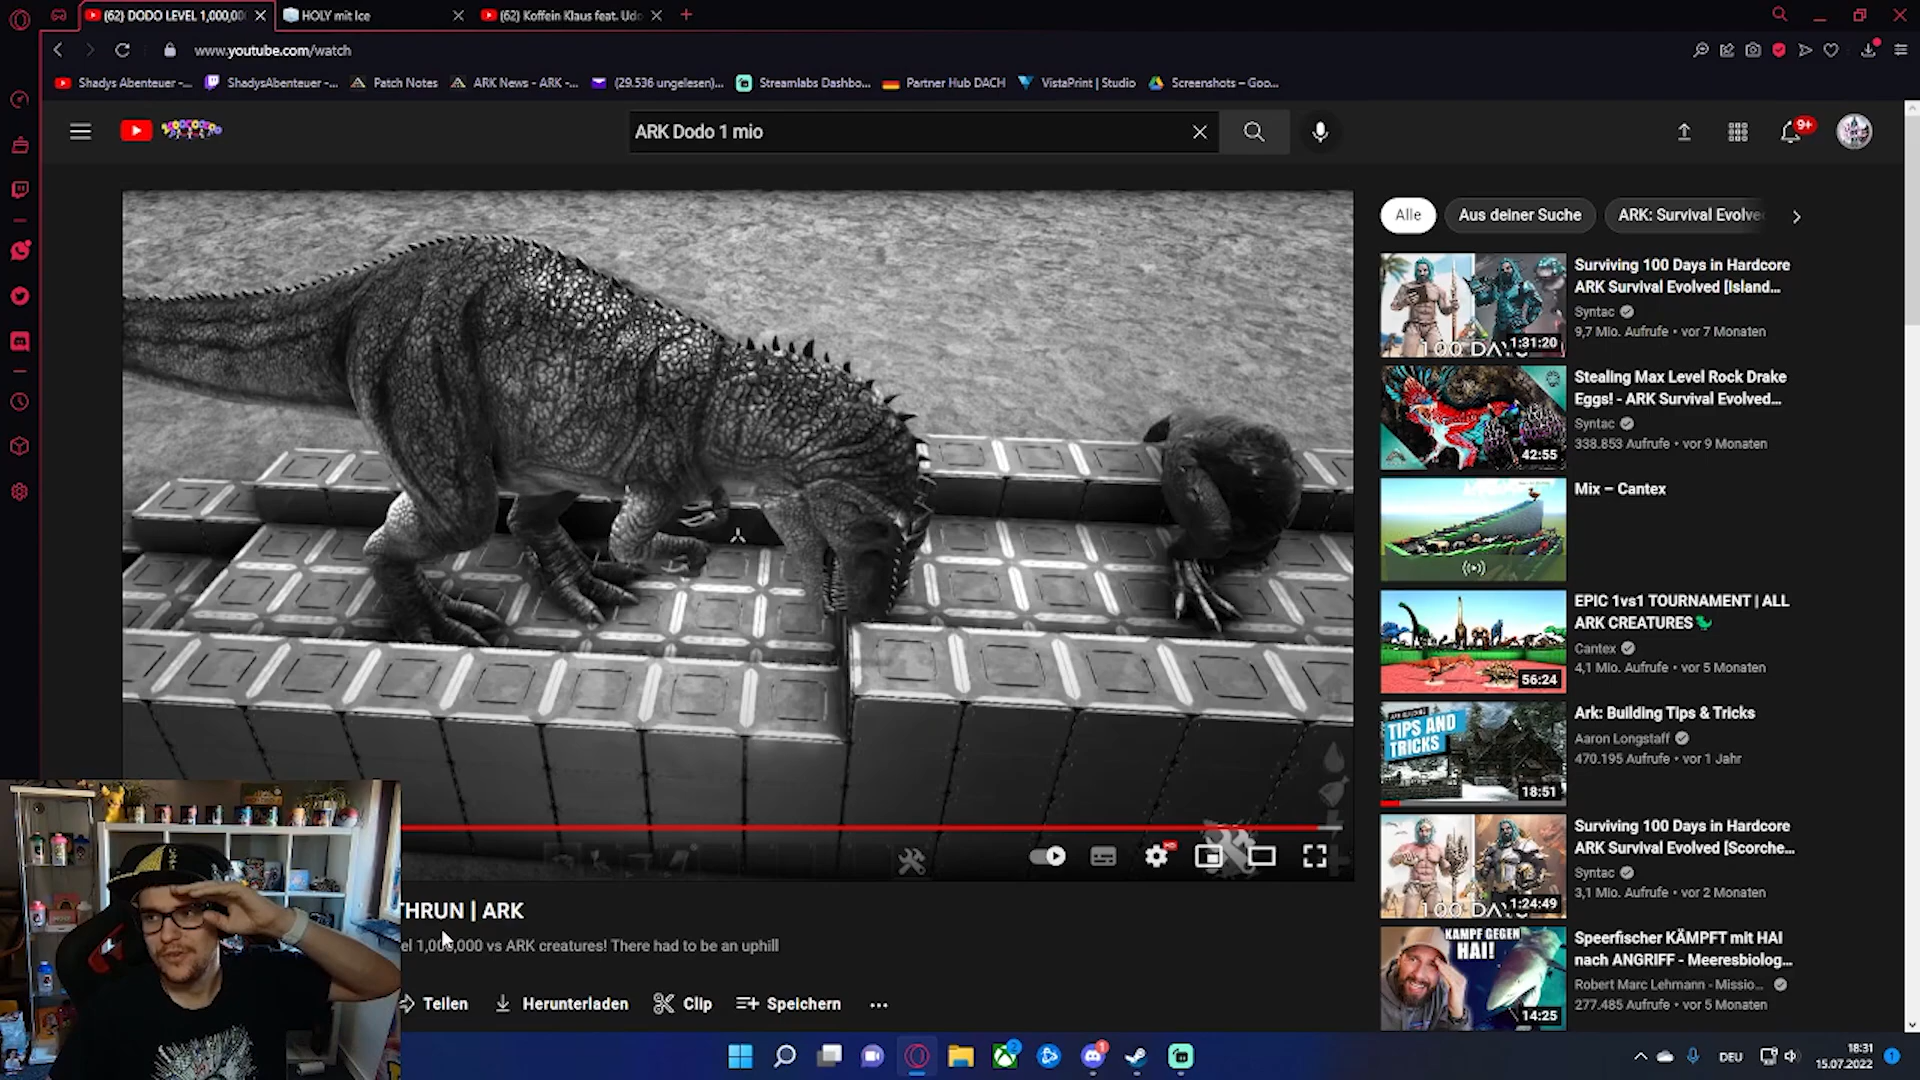 (62) DODO LEVEL 1,000,00
HOLY mit Ice
(62) Koffein Klaus feat. Udo
www.youtube.com/watch
Shadys Abenteuer -...
ShadysAbenteuer -...
Patch Notes
ARK News - ARK -...
(29.536 ungelesen)...
Streamlabs Dashbo...
Partner Hub DACH
VistaPrint | Studio
Screenshots – Goo...
ARK Dodo 1 mio
9+
Alle
Aus deiner Suche
ARK: Survival Evolve
Surviving 100 Days in Hardcore
ARK Survival Evolved [Island...
Syntac
9,7 Mio. Aufrufe • vor 7 Monaten
100 DAYS
1:31:20
Stealing Max Level Rock Drake
Eggs! - ARK Survival Evolved...
Syntac
338.853 Aufrufe • vor 9 Monaten
42:55
Mix – Cantex
EPIC 1vs1 TOURNAMENT | ALL
ARK CREATURES
Cantex
4,1 Mio. Aufrufe • vor 5 Monaten
56:24
Ark: Building Tips & Tricks
Aaron Longstaff
470.195 Aufrufe • vor 1 Jahr
TIPS AND
TRICKS
18:51
Surviving 100 Days in Hardcore
ARK Survival Evolved [Scorche...
Syntac
3,1 Mio. Aufrufe • vor 2 Monaten
100 DAYS
1:24:49
Speerfischer KÄMPFT mit HAI
nach ANGRIFF - Meeresbiolog...
Robert Marc Lehmann - Missio...
277.485 Aufrufe • vor 5 Monaten
KAMPF GEGEN
HAI!
14:25
HD
THRUN | ARK
el 1,000,000 vs ARK creatures! There had to be an uphill
Teilen
Herunterladen
Clip
Speichern
2
1
DEU
18:31
15.07.2022
1